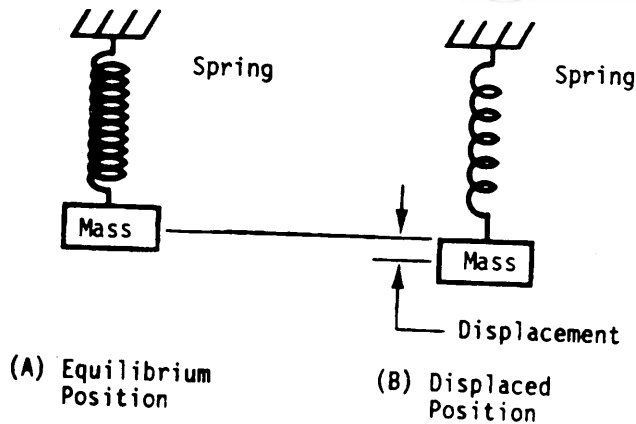 Spring
Spring
Mass
Mass
Displacement
(A) Equilibrium
Position
(B) Displaced
Position